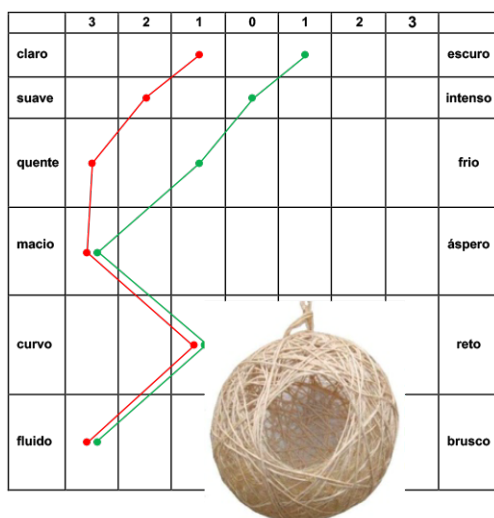 3 2 1 0 1 2 3
claro escuro
suave intenso
quente frio
macio áspero
curvo reto
fluido brusco